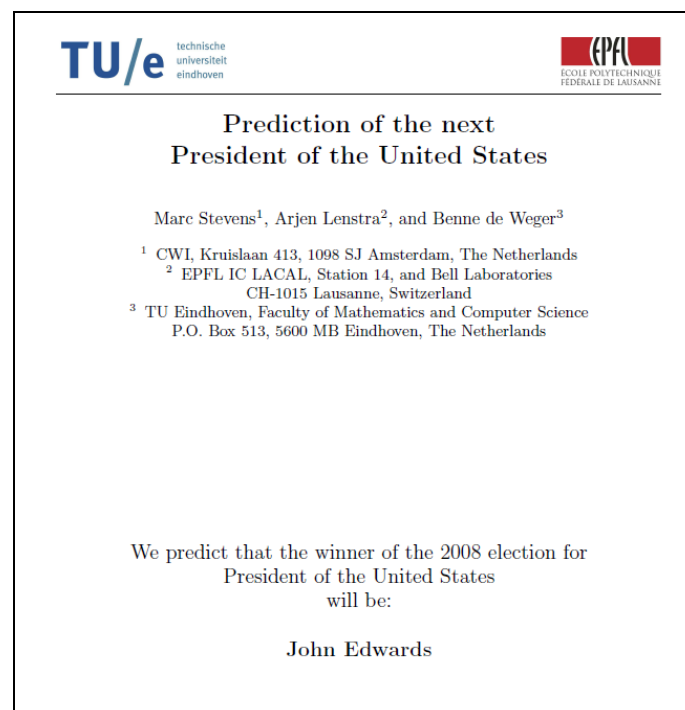 TU/e technische
universiteit
eindhoven
EPFL
ÉCOLE POLYTECHNIQUE
FÉDÉRALE DE LAUSANNE
Prediction of the next
President of the United States
Marc Stevens¹, Arjen Lenstra², and Benne de Weger³
¹ CWI, Kruislaan 413, 1098 SJ Amsterdam, The Netherlands
² EPFL IC LACAL, Station 14, and Bell Laboratories
CH-1015 Lausanne, Switzerland
³ TU Eindhoven, Faculty of Mathematics and Computer Science
P.O. Box 513, 5600 MB Eindhoven, The Netherlands
We predict that the winner of the 2008 election for
President of the United States
will be:
John Edwards